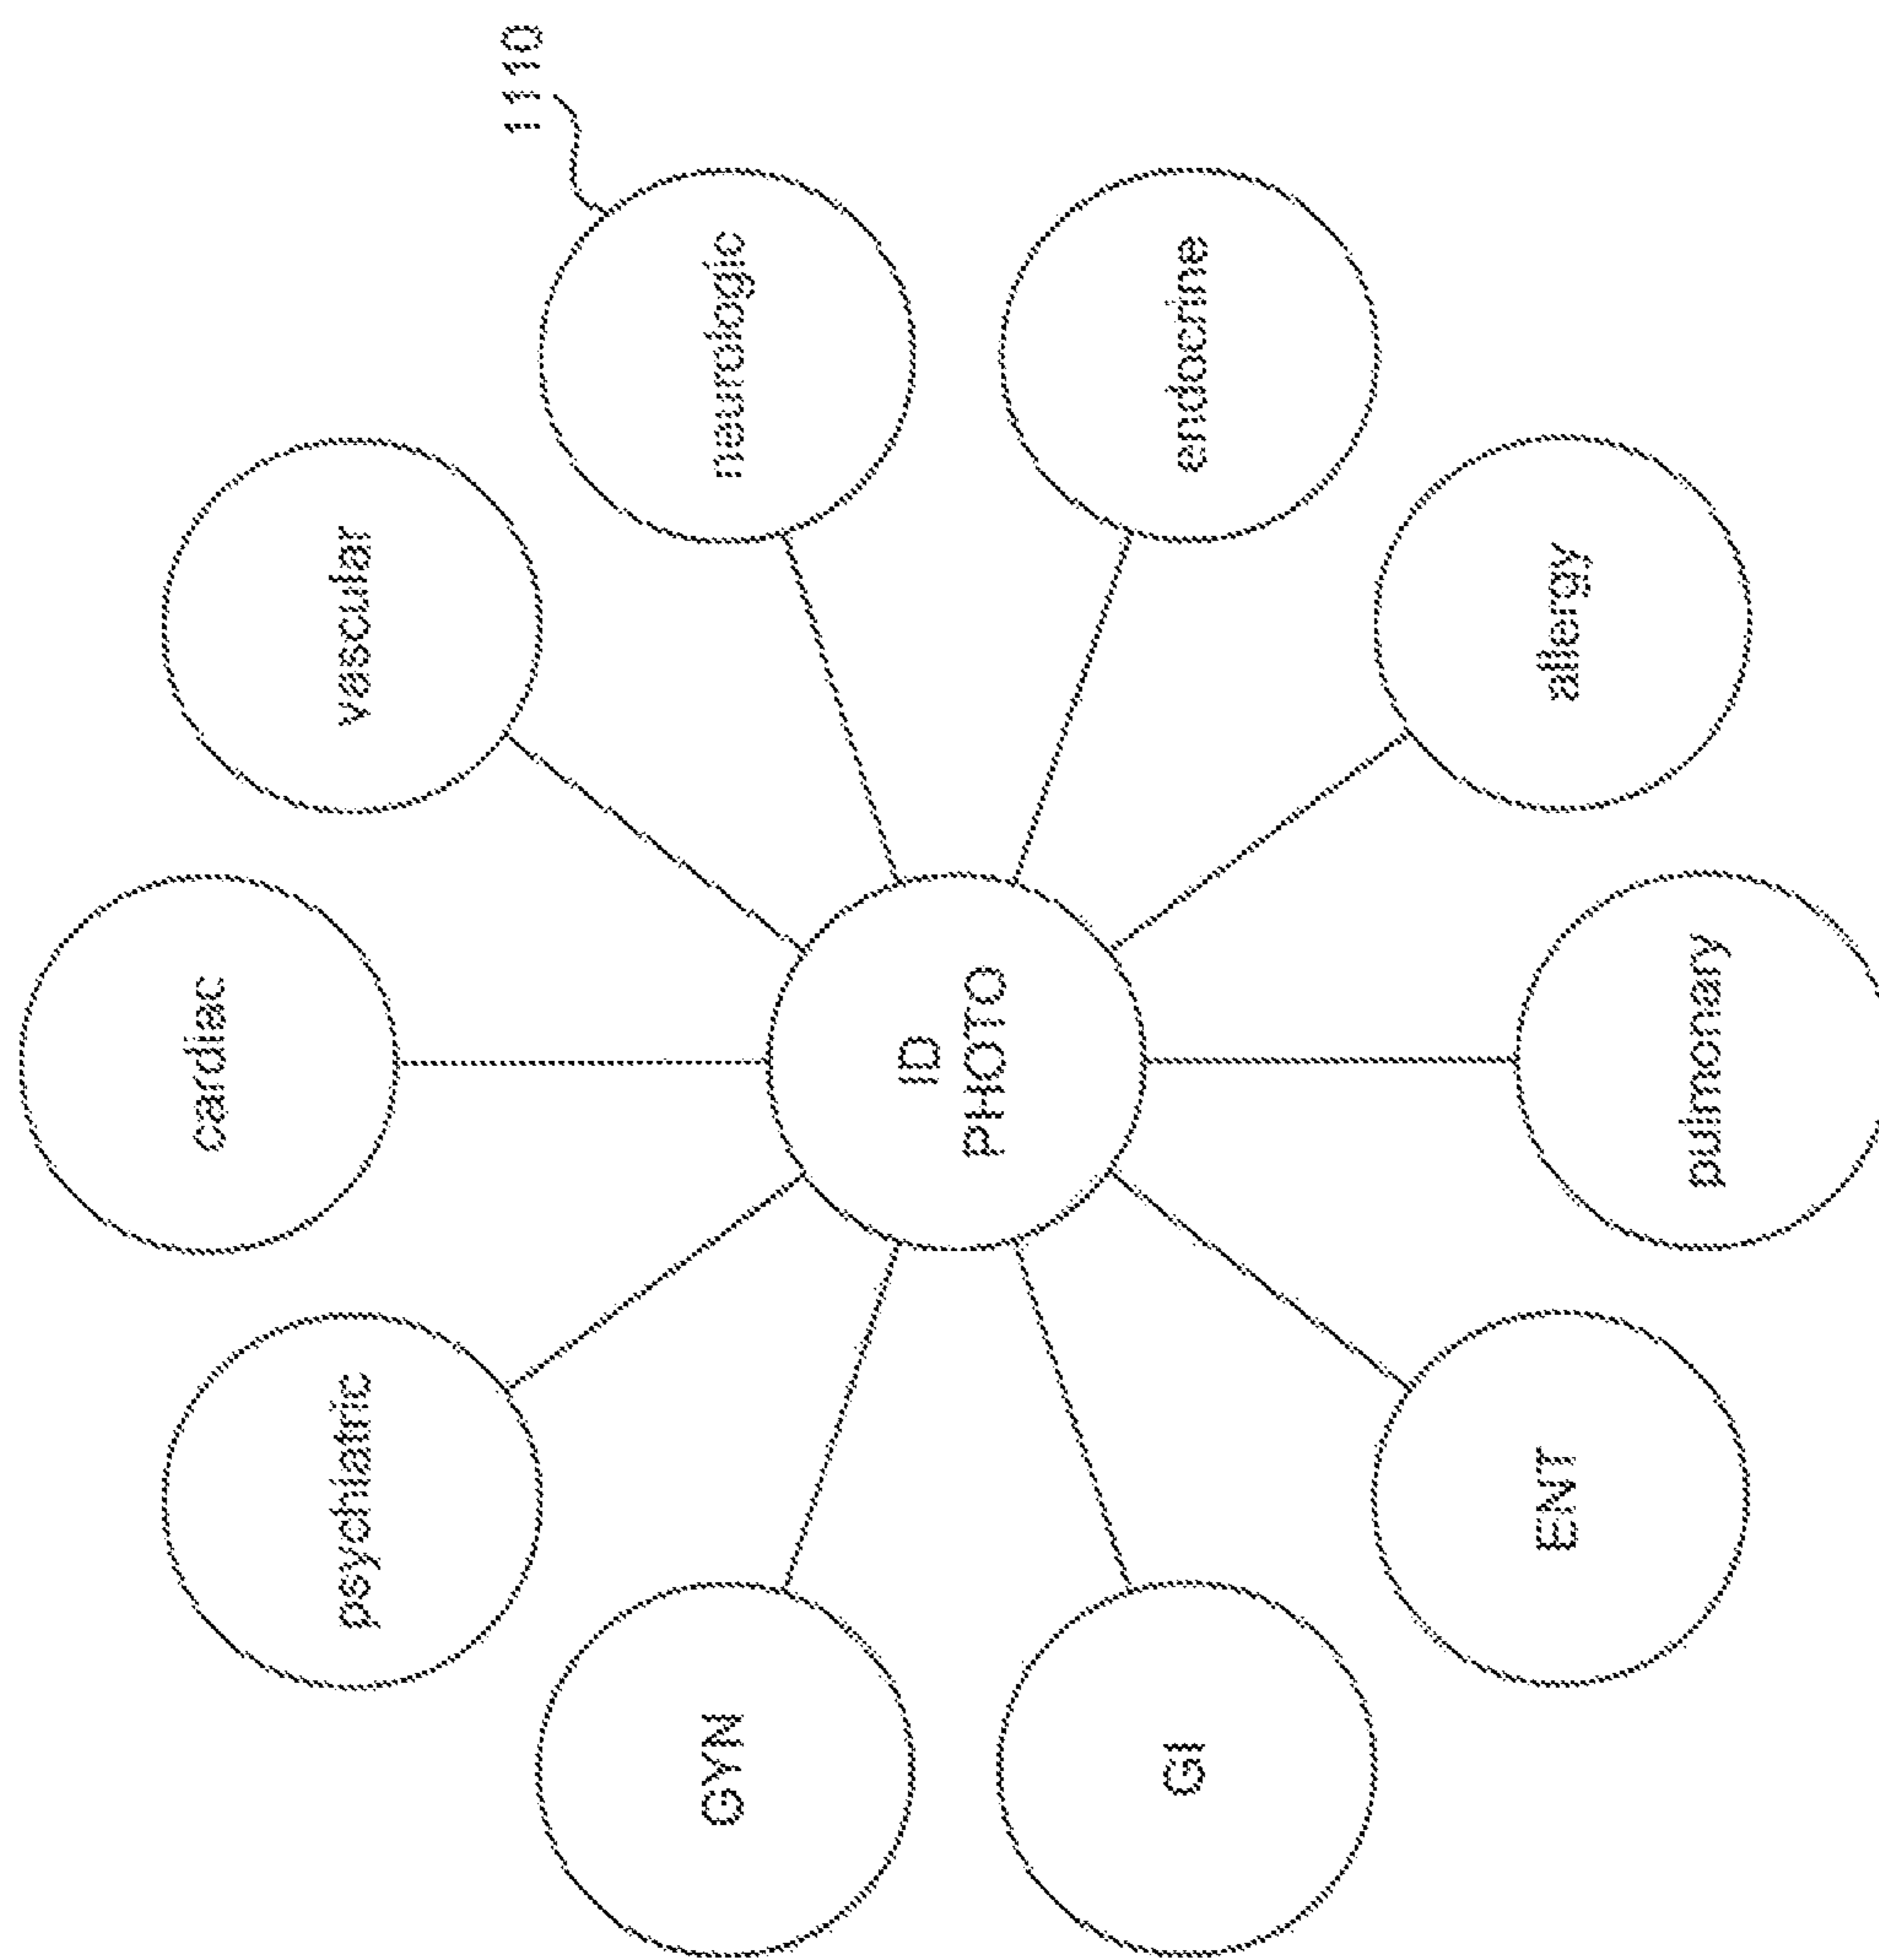 cardiac
psychiatric
vascular
1110
GYN
neurologic
ID
PHOTO
GI
endocrine
ENT
allergy
pulmonary